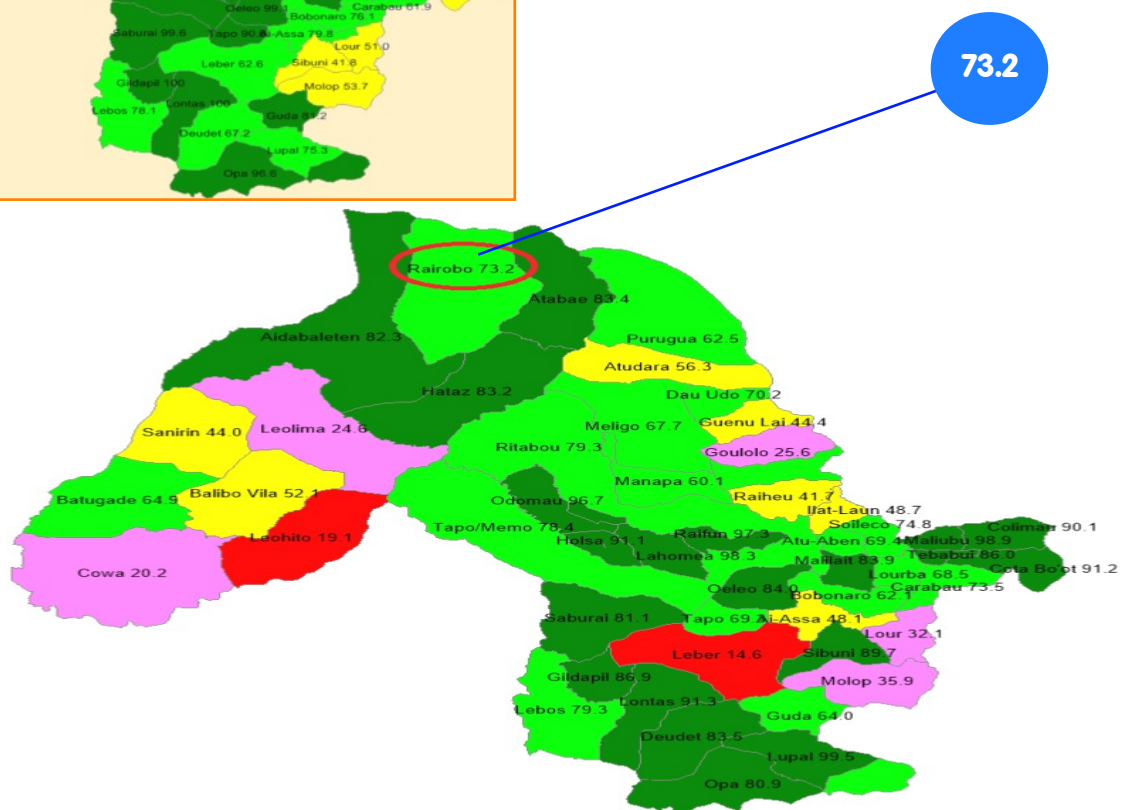 Oeleo 99.1
Carabau 61.9
Bobonaro 76.1
Saburai 99.6
Tapo 90.8
Ai-Assa 79.8
Lour 51.0
Leber 62.6
Sibuni 41.8
Gildapil 100
Molop 53.7
Lontas 100
Lebos 78.1
Guda 81.2
Deudet 67.2
Lupal 75.3
Opa 96.6
73.2
Rairobo 73.2
Atabae 83.4
Aidabaleten 82.3
Purugua 62.5
Atudara 56.3
Hataz 83.2
Dau Udo 70.2
Guenu Lai 44.4
Sanirin 44.0
Leolima 24.6
Meligo 67.7
Ritabou 79.3
Goulolo 25.6
Manapa 60.1
Batugade 64.9
Balibo Vila 52.1
Odomau 96.7
Raiheu 41.7
Ilat-Laun 48.7
Tapo/Memo 78.4
Soileco 74.8
Colimau 90.1
Leohito 19.1
Holsa 91.1
Raifun 97.3
Atu-Aben 69.4
Maliubu 98.9
Lahomea 98.3
Malilait 83.9
Tebabui 86.0
Cota Bo'ot 91.2
Cowa 20.2
Lourba 68.5
Oeleo 84.0
Carabau 73.5
Bobonaro 62.1
Saburai 81.1
Tapo 69.
Ai-Assa 48.1
Lour 32.1
Leber 14.6
Sibuni 89.7
Gildapil 86.9
Molop 35.9
Lontas 91.3
Lebos 79.3
Guda 64.0
Deudet 83.5
Lupal 99.5
Opa 80.9